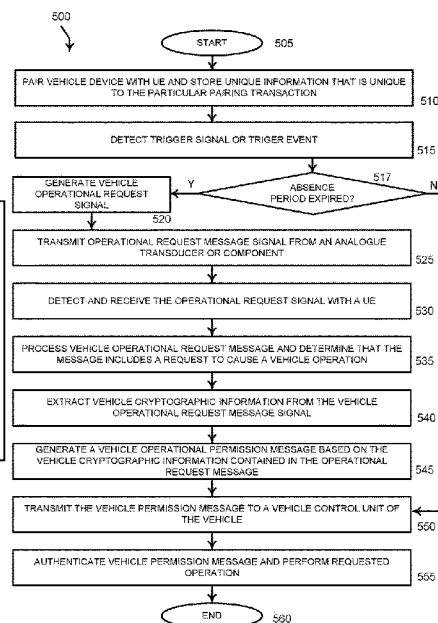 500
START
505
PAIR VEHICLE DEVICE WITH UE AND STORE UNIQUE INFORMATION THAT IS UNIQUE
TO THE PARTICULAR PAIRING TRANSACTION
510
DETECT TRIGGER SIGNAL OR TRIGER EVENT
515
517
ABSENCE
PERIOD EXPIRED?
Y
N
GENERATE VEHICLE
OPERATIONAL REQUEST
SIGNAL
520
TRANSMIT OPERATIONAL REQUEST MESSAGE SIGNAL FROM AN ANALOGUE
TRANSDUCER OR COMPONENT
525
DETECT AND RECEIVE THE OPERATIONAL REQUEST SIGNAL WITH A UE
530
PROCESS VEHICLE OPERATIONAL REQUEST MESSAGE AND DETERMINE THAT THE
MESSAGE INCLUDES A REQUEST TO CAUSE A VEHICLE OPERATION
535
EXTRACT VEHICLE CRYPTOGRAPHIC INFORMATION FROM THE VEHICLE
OPERATIONAL REQUEST MESSAGE SIGNAL
540
GENERATE A VEHICLE OPERATIONAL PERMISSION MESSAGE BASED ON THE
VEHICLE CRYPTOGRAPHIC INFORMATION CONTAINED IN THE OPERATIONAL
REQUEST MESSAGE
545
TRANSMIT THE VEHICLE PERMISSION MESSAGE TO A VEHICLE CONTROL UNIT OF
THE VEHICLE
550
AUTHENTICATE VEHICLE PERMISSION MESSAGE AND PERFORM REQUESTED
OPERATION
555
END
560